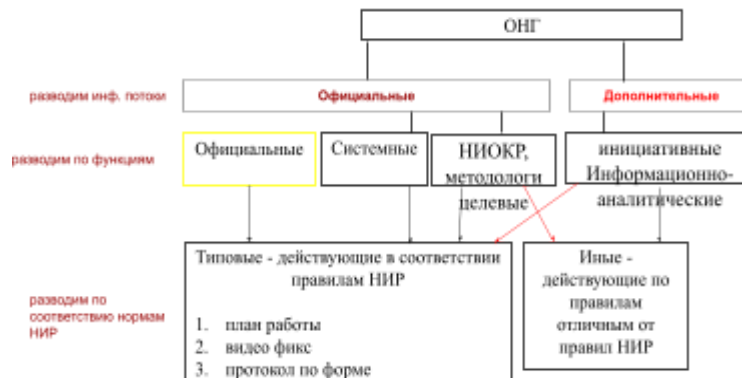 ОНГ
разводим инф. потоки
Официальные
Дополнительные
разводим по функциям
Официальные
Системные
НИОКР,
методологи
целевые
инициативные
Информационно-
аналитические
разводим по
соответствию нормам
НИР
Типовые - действующие в соответствии
правилам НИР
1. план работы
2. видео фикс
3. протокол по форме
Иные -
действующие по
правилам
отличным от
правил НИР